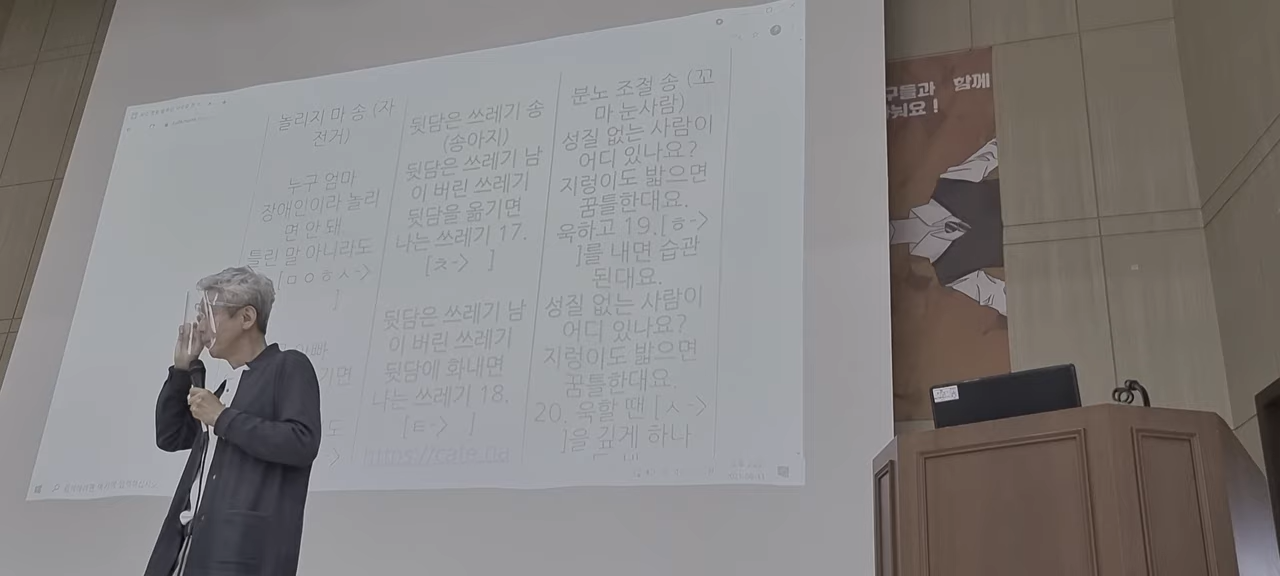 놀리지 마 송 (자
전거)
누구 엄마
장애인이라 놀리
면 안 돼
틀린 말 아니라도
[ㅁㅇㅎㅅ->
]
뒷담은 쓰레기 송
(송아지)
뒷담은 쓰레기 남
이 버린 쓰레기
뒷담을 옮기면
나는 쓰레기 17.
[ㅊ-> ]
뒷담은 쓰레기 남
이 버린 쓰레기
뒷담에 화내면
나는 쓰레기 18.
[ㅌ-> ]
https://cafe.na
분노 조절 송 (꼬
마 눈사람)
성질 없는 사람이
어디 있나요?
지렁이도 밟으면
꿈틀한대요.
욱하고 19.[ㅎ->
]를 내면 습관
된대요.
성질 없는 사람이
어디 있나요?
지렁이도 밟으면
꿈틀한대요.
20. 욱할 땐 [ㅅ->
]을 깊게 하나
구들과 함께